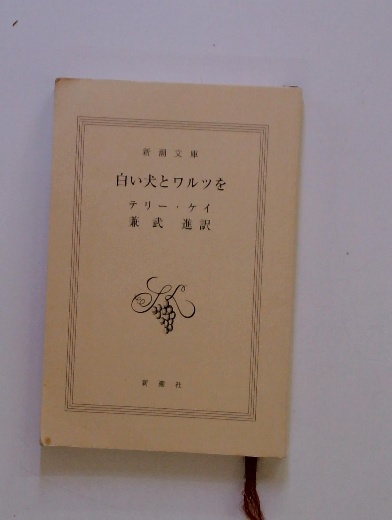 新潮文庫
白い犬とワルツを
テリー・ケイ
兼武 進訳
新潮社